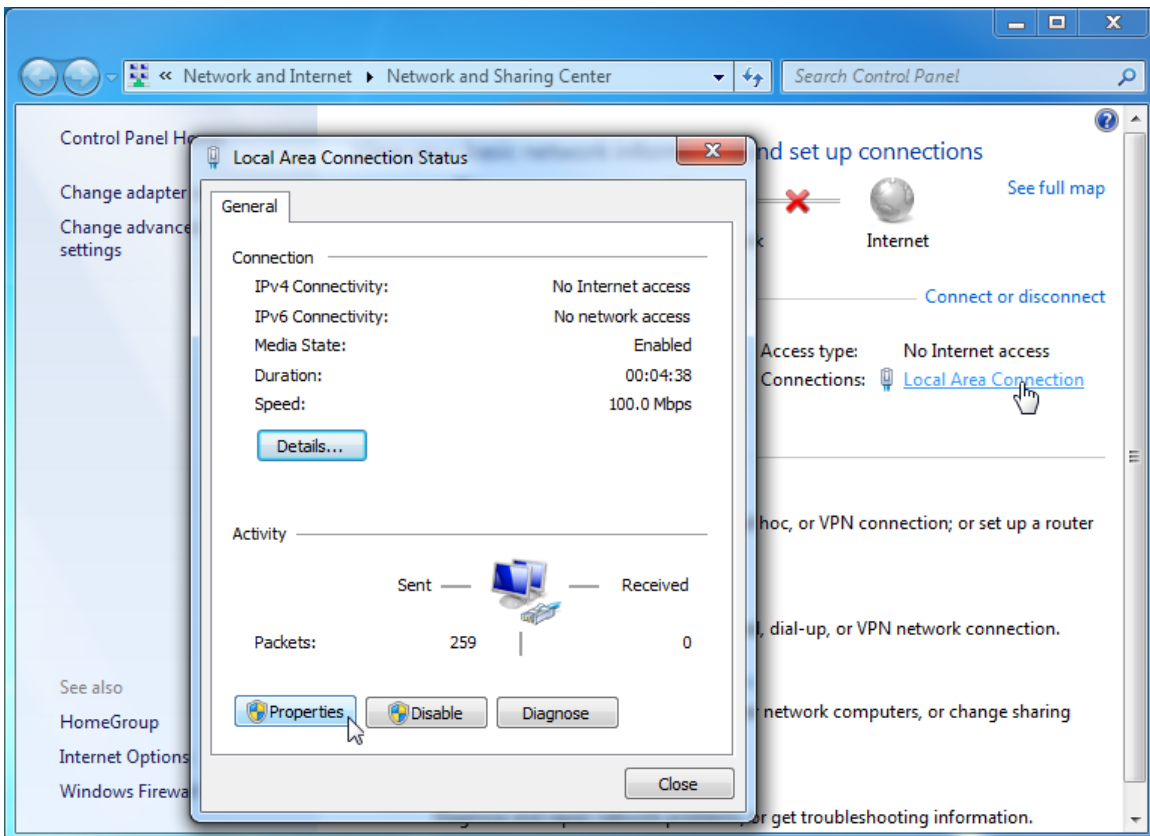 « Network and Internet Network and Sharing Center
Search Control Panel
Control Panel
Change adapter
Change advance
settings
See also
HomeGroup
Internet Options
Windows Firewa
nd set up connections
See full map
k Internet
Connect or disconnect
Access type: No Internet access
Connections: Local Area Connection
hoc, or VPN connection; or set up a router
dial-up, or VPN network connection.
network computers, or change sharing
or get troubleshooting information.
Local Area Connection Status
General
Connection
IPv4 Connectivity: No Internet access
IPv6 Connectivity: No network access
Media State: Enabled
Duration: 00:04:38
Speed: 100.0 Mbps
Details...
Activity
Sent Received
Packets: 259 0
Properties Disable Diagnose
Close